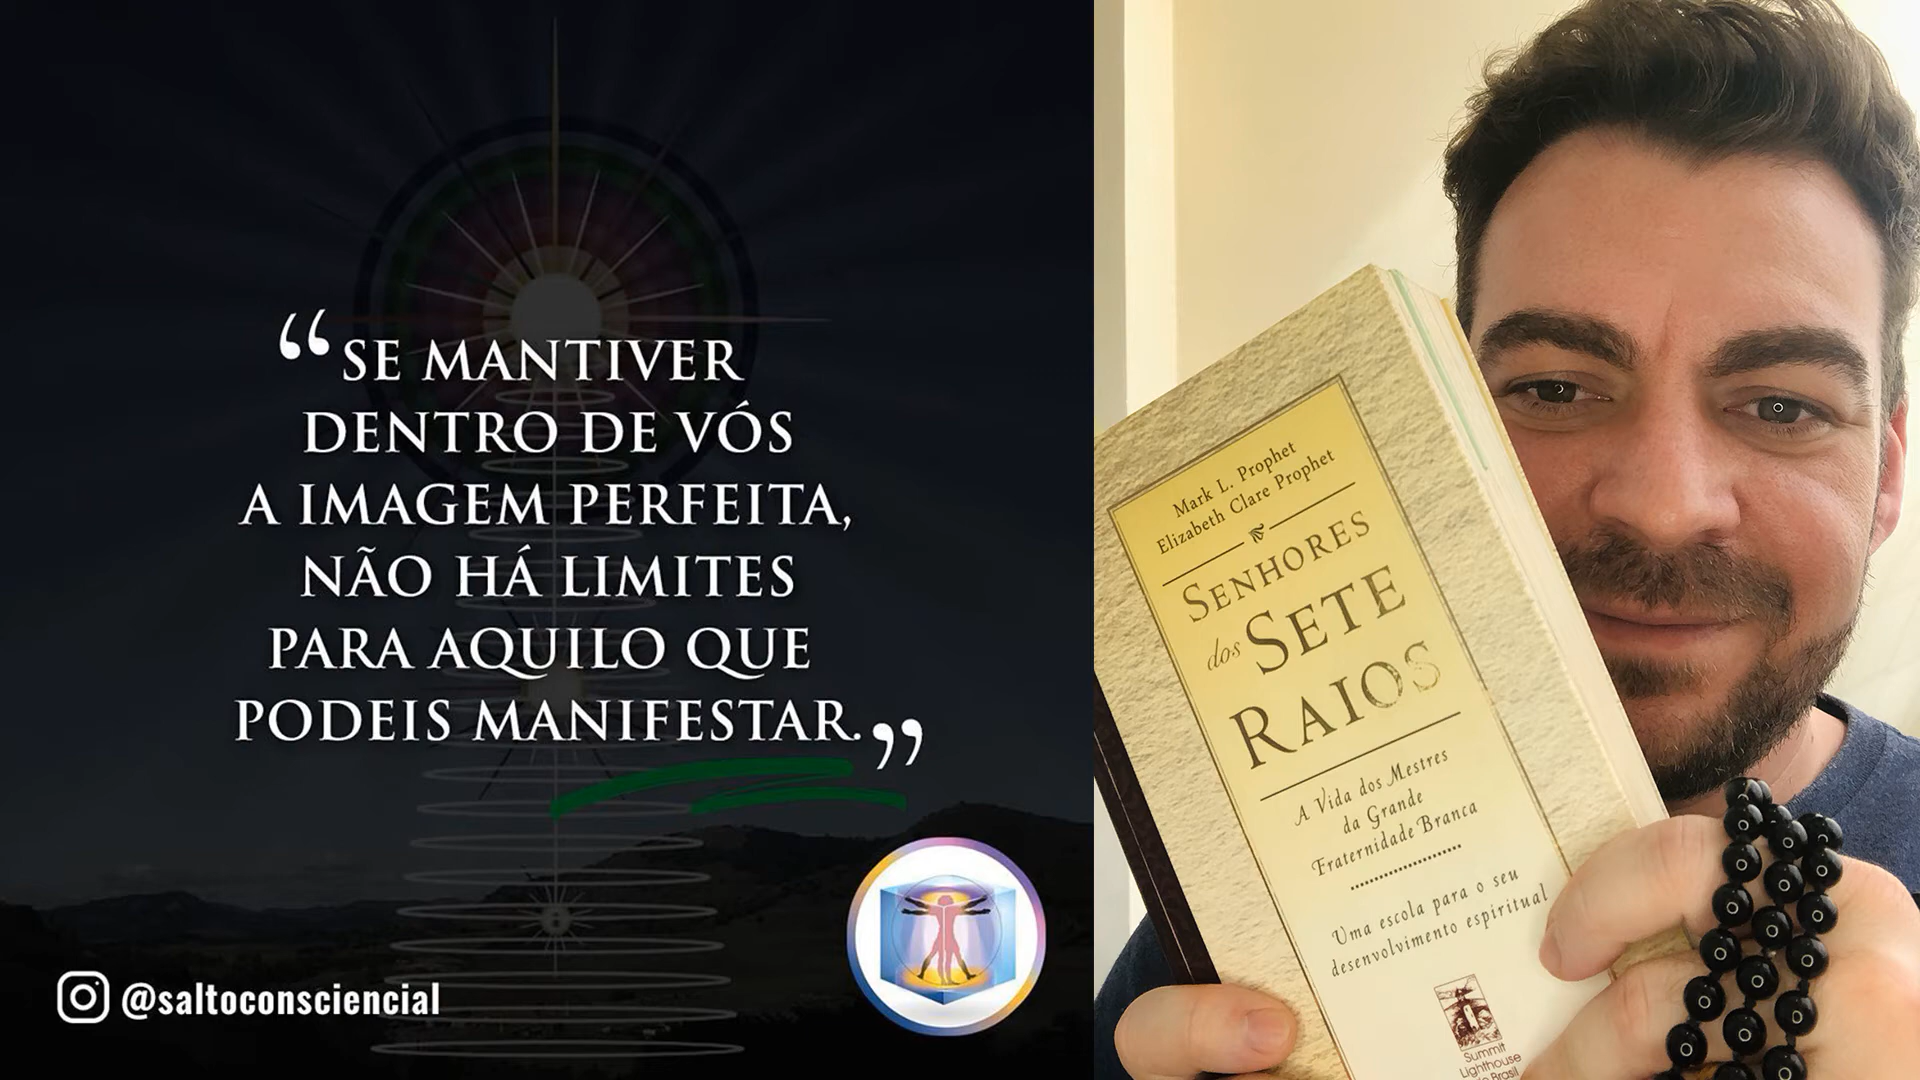 “SE MANTIVER
DENTRO DE VÓS
A IMAGEM PERFEITA,
NÃO HÁ LIMITES
PARA AQUILO QUE
PODEIS MANIFESTAR.”
@saltoconsciencial
Mark L. Prophet
Elizabeth Clare Prophet
SENHORES
dos SETE
RAIOS
A Vida dos Mestres
da Grande
Fraternidade Branca
Uma escola para o seu
desenvolvimento espiritual
Summit
Lighthouse
Brasil